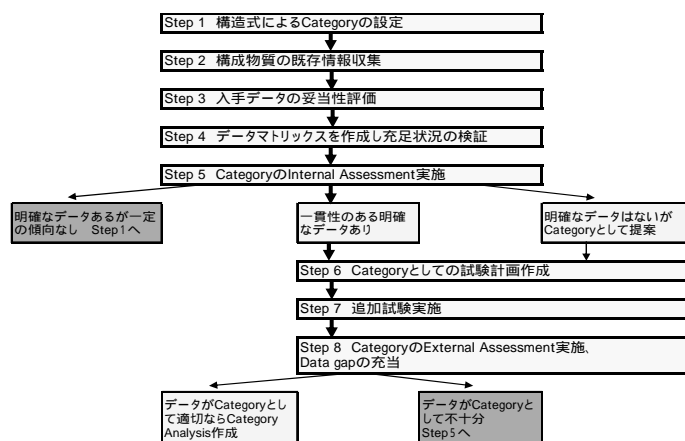 Step 1 構造式によるCategoryの設定
Step 2 構成物質の既存情報収集
Step 3 入手データの妥当性評価
Step 4 データマトリックスを作成し充足状況の検証
Step 5 CategoryのInternal Assessment実施
明確なデータあるが一定
の傾向なし Step1へ
一貫性のある明確
なデータあり
明確なデータはないが
Categoryとして提案
Step 6 Categoryとしての試験計画作成
Step 7 追加試験実施
Step 8 CategoryのExternal Assessment実施、
Data gapの充当
データがCategoryとし
て適切ならCategory
Analysis作成
データがCategoryと
して不十分
Step5へ